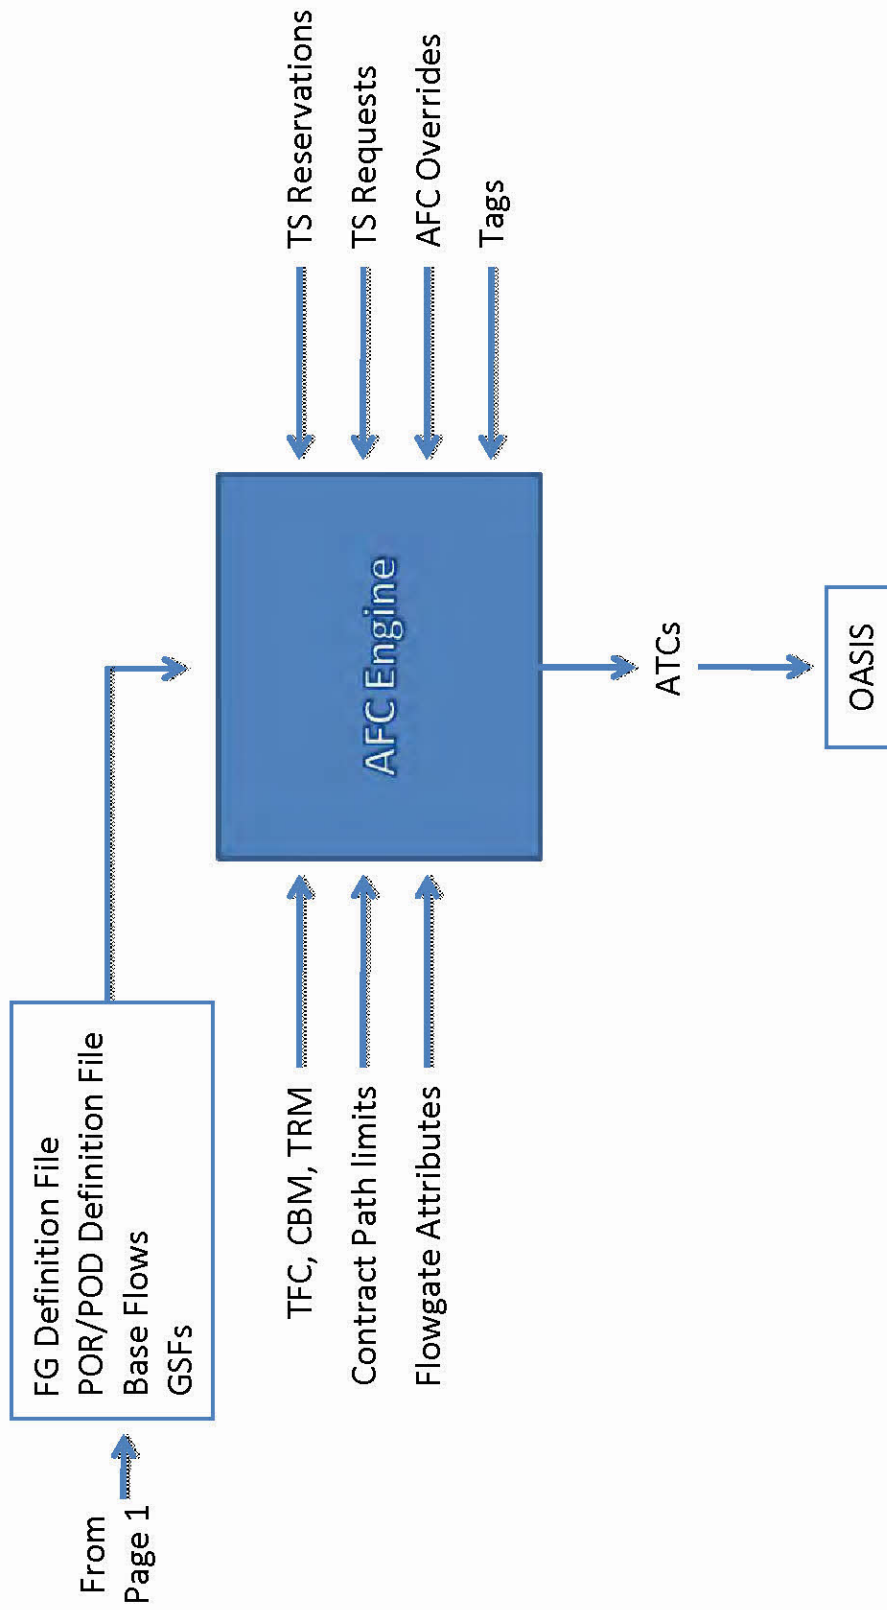 From
Page 1
FG Definition File
POR/POD Definition File
Base Flows
GSFs
TFC, CBM, TRM
Contract Path limits
Flowgate Attributes
AFC Engine
TS Reservations
TS Requests
AFC Overrides
Tags
ATCs
OASIS